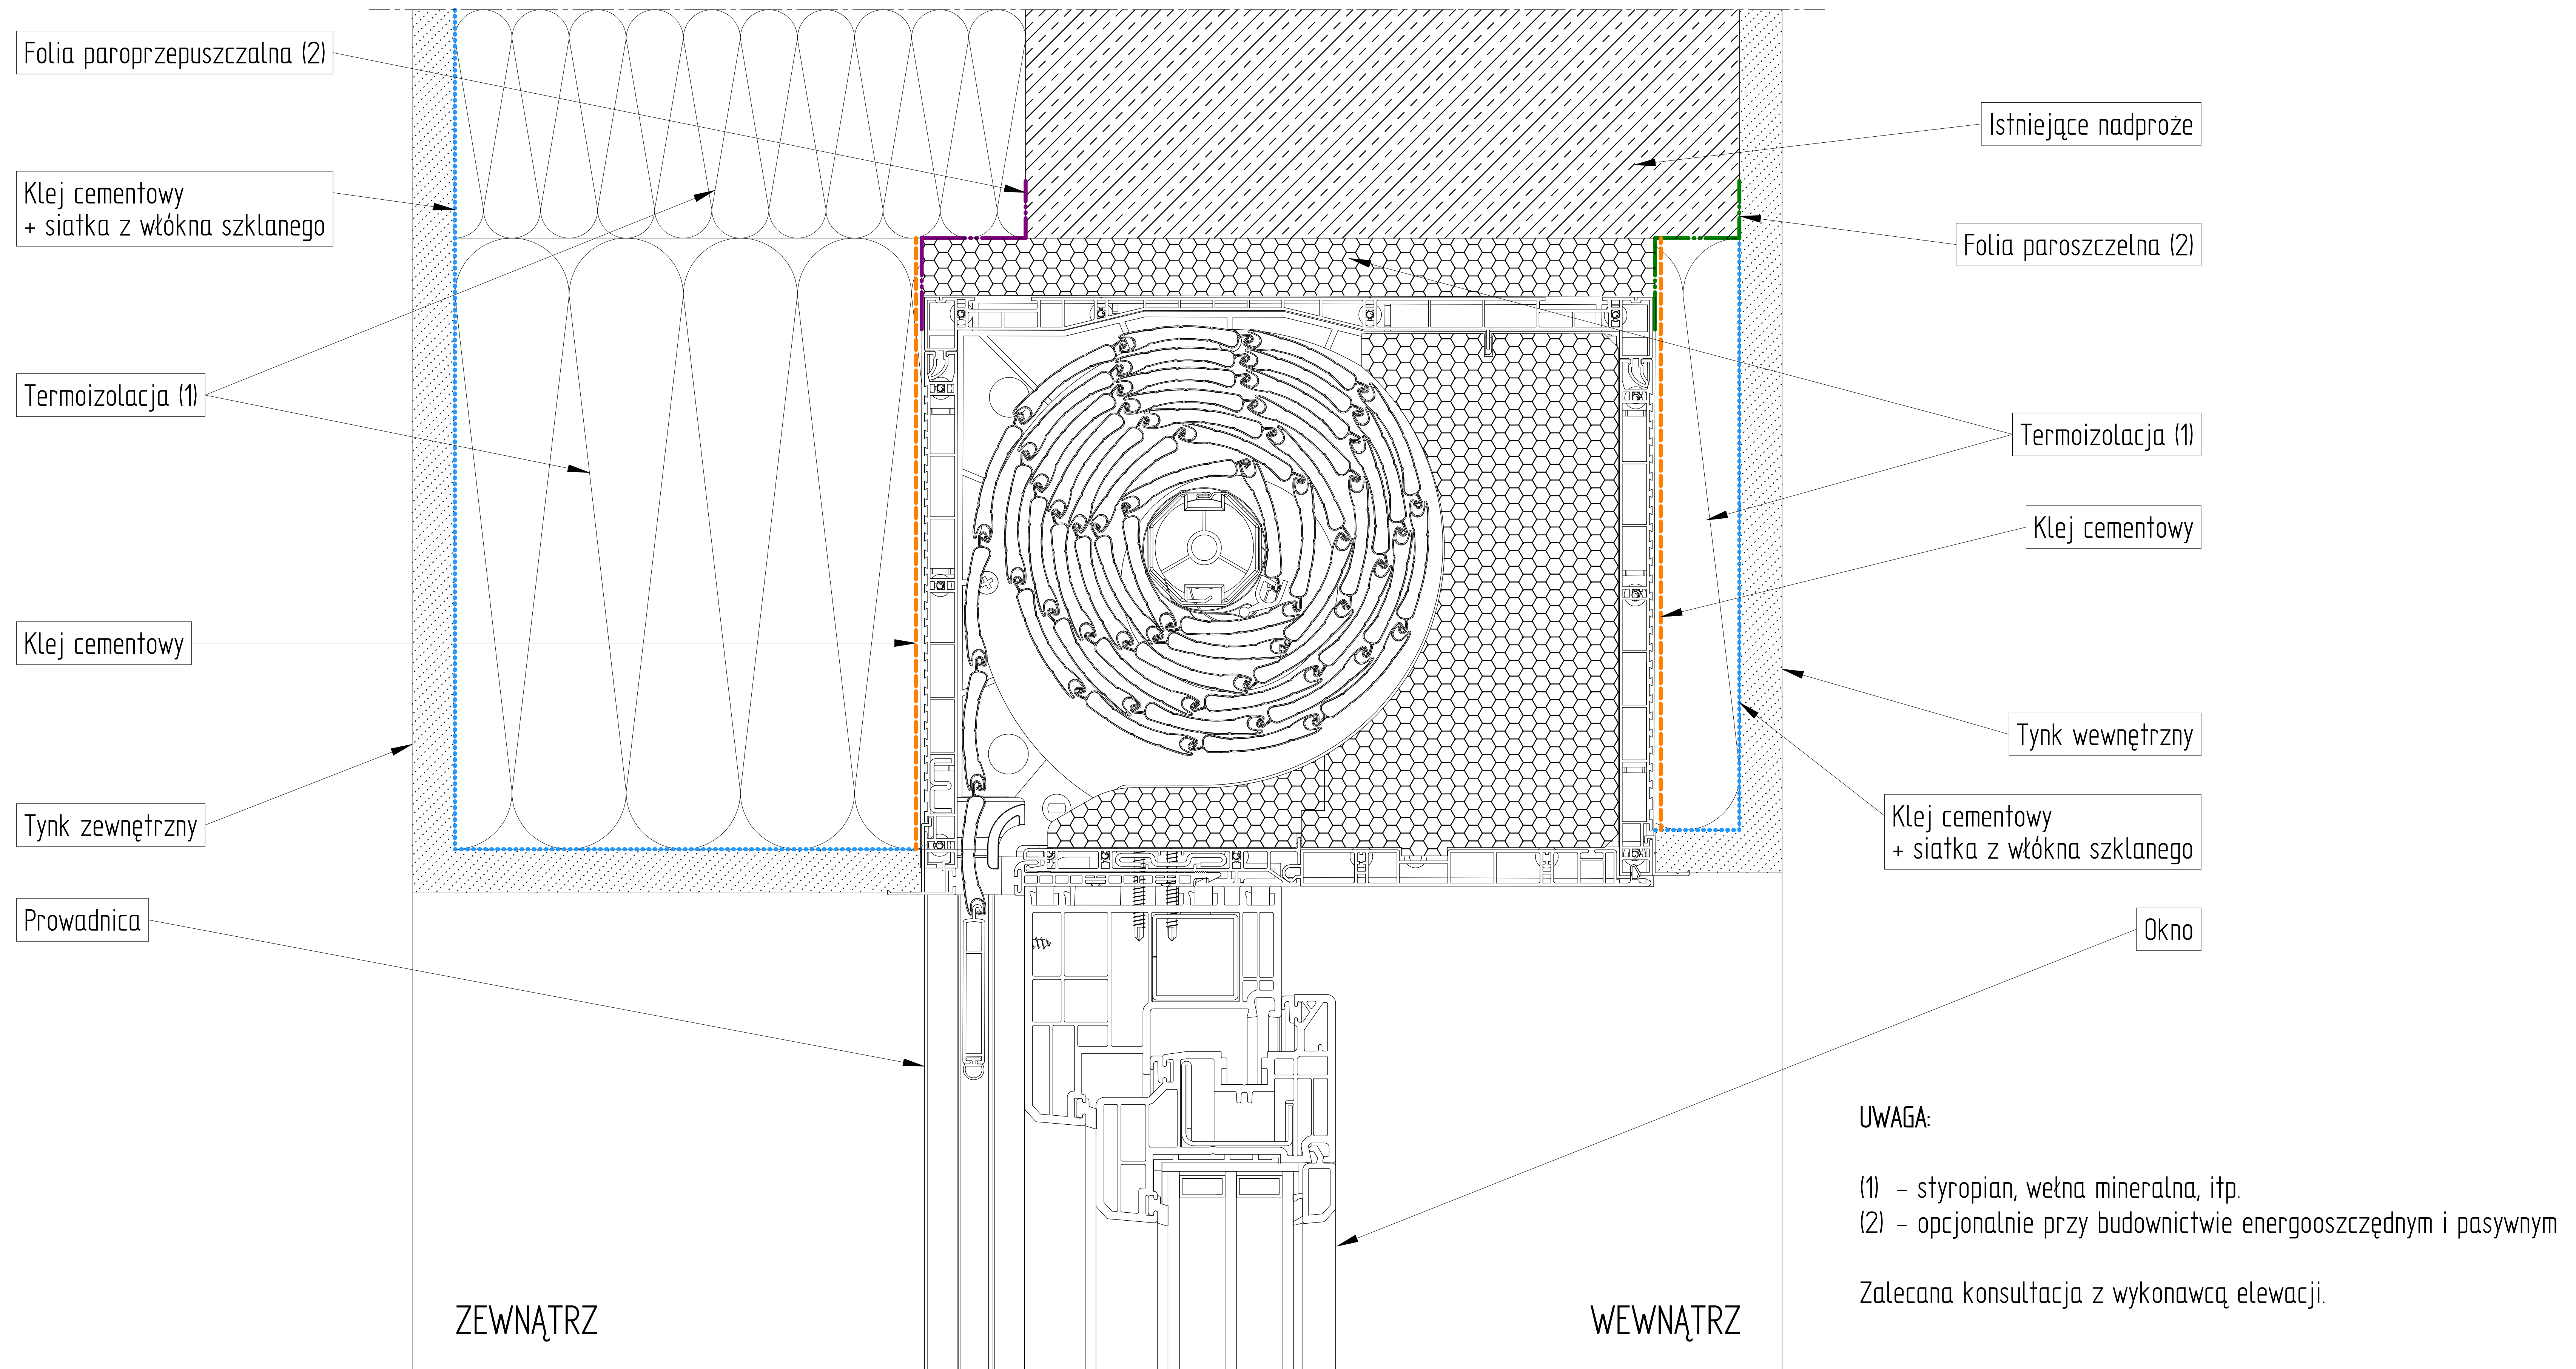 Folia paroprzepuszczalna (2)
Klej cementowy
+ siatka z włókna szklanego
Termoizolacja (1)
Klej cementowy
Tynk zewnętrzny
Prowadnica
Istniejące nadproże
Folia paroszczelna (2)
Termoizolacja (1)
Klej cementowy
Tynk wewnętrzny
Klej cementowy
+ siatka z włókna szklanego
Okno
UWAGA:
(1) - styropian, wełna mineralna, itp.
(2) - opcjonalnie przy budownictwie energooszczędnym i pasywnym
Zalecana konsultacja z wykonawcą elewacji.
ZEWNĄTRZ
WEWNĄTRZ